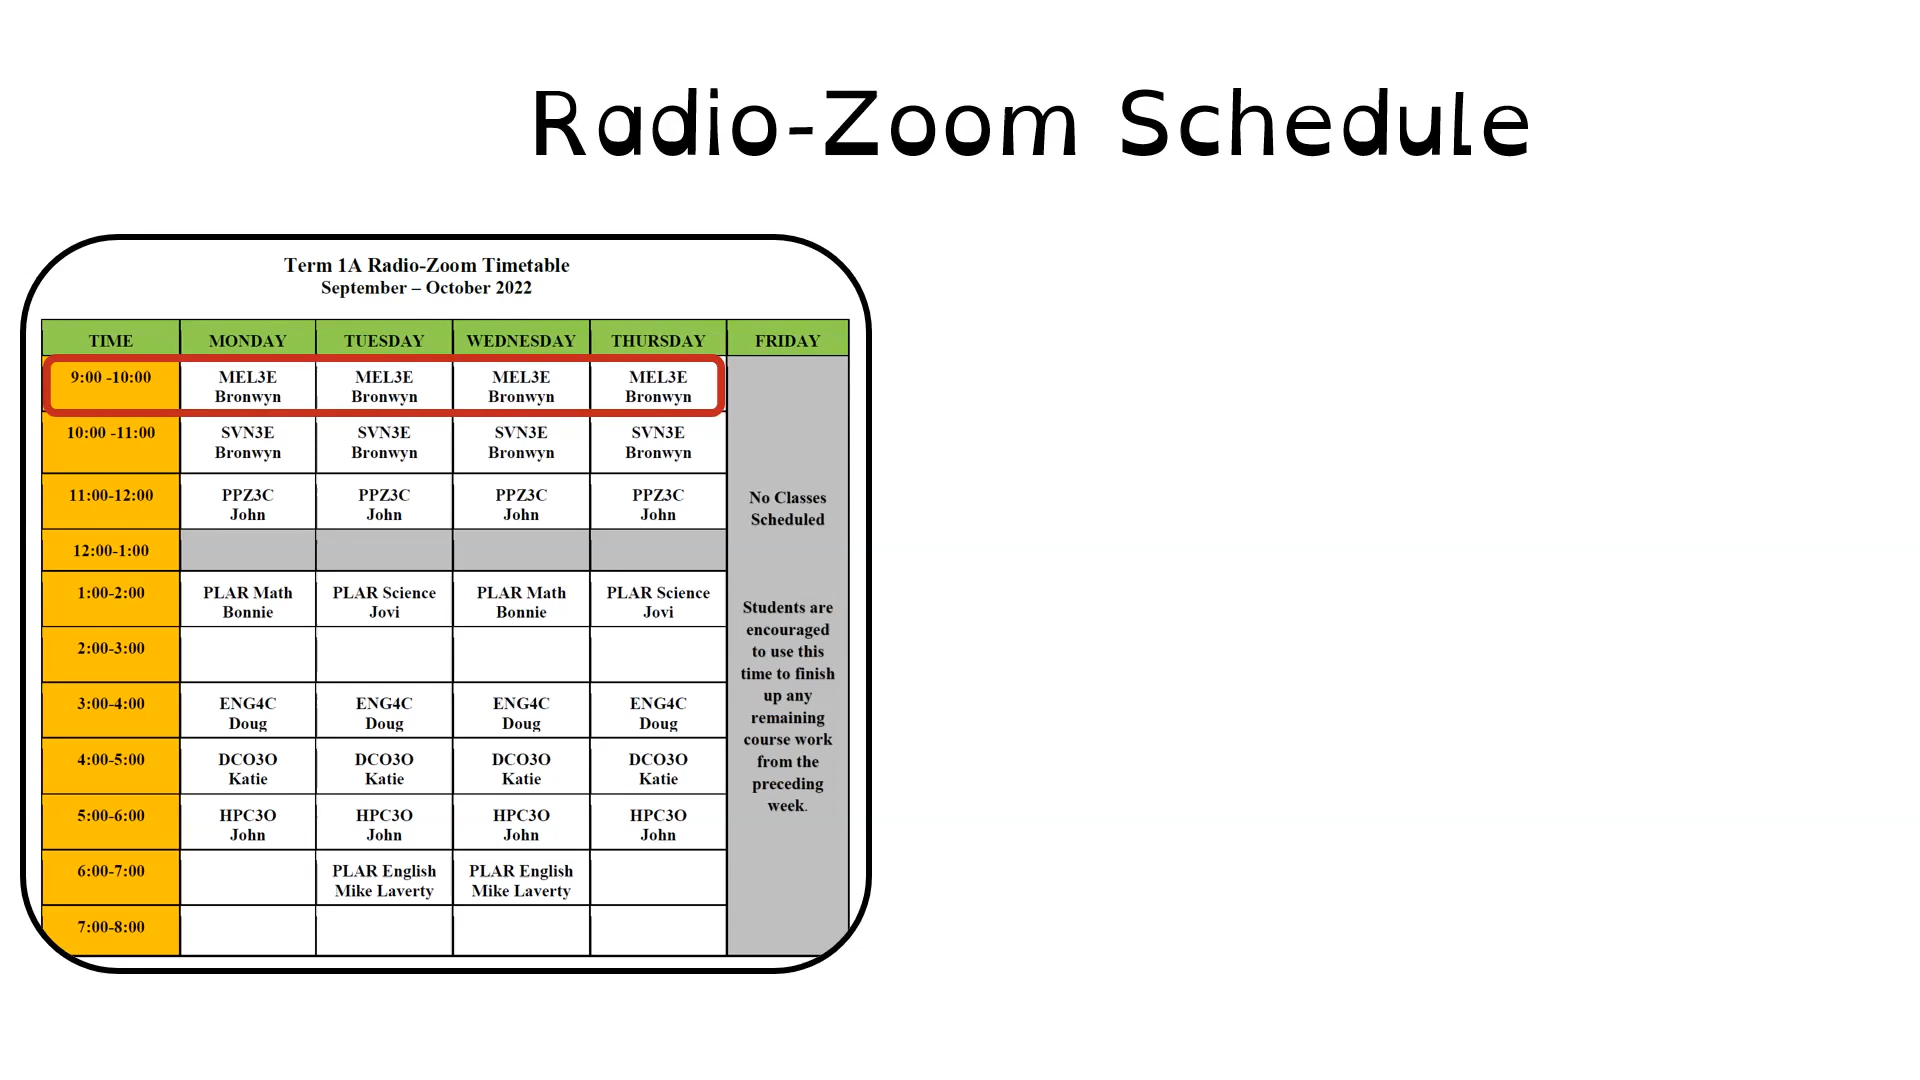 Radio-Zoom Schedule
Term 1A Radio-Zoom Timetable
September – October 2022
TIME MONDAY TUESDAY WEDNESDAY THURSDAY FRIDAY
9:00 -10:00 MEL3E MEL3E MEL3E MEL3E
Bronwyn Bronwyn Bronwyn Bronwyn
10:00 -11:00 SVN3E SVN3E SVN3E SVN3E
Bronwyn Bronwyn Bronwyn Bronwyn
11:00-12:00 PPZ3C PPZ3C PPZ3C PPZ3C
John John John John
12:00-1:00
1:00-2:00 PLAR Math PLAR Science PLAR Math PLAR Science
Bonnie Jovi Bonnie Jovi
2:00-3:00
3:00-4:00 ENG4C ENG4C ENG4C ENG4C
Doug Doug Doug Doug
4:00-5:00 DCO3O DCO3O DCO3O DCO3O
Katie Katie Katie Katie
5:00-6:00 HPC3O HPC3O HPC3O HPC3O
John John John John
6:00-7:00 PLAR English PLAR English
Mike Laverty Mike Laverty
7:00-8:00
No Classes
Scheduled
Students are
encouraged
to use this
time to finish
up any
remaining
course work
from the
preceding
week.